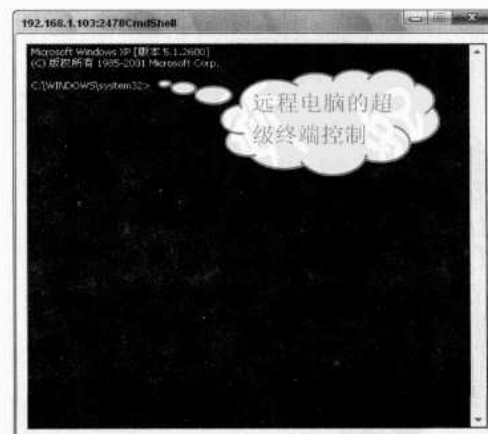 192.168.1.103:2478CmdShell
Microsoft Windows XP [版本 5.1.2600]
(C) 版权所有 1985-2001 Microsoft Corp.
C:\WINDOWS\system32>
远程电脑的超
级终端控制